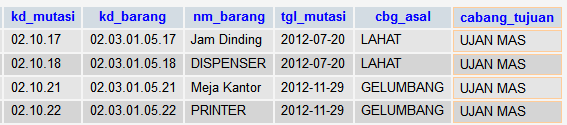 kd_mutasi kd_barang nm_barang tgl_mutasi cbg_asal cabang_tujuan
02.10.17 02.03.01.05.17 Jam Dinding 2012-07-20 LAHAT UJAN MAS
02.10.18 02.03.01.05.18 DISPENSER 2012-07-20 LAHAT UJAN MAS
02.10.21 02.03.01.05.21 Meja Kantor 2012-11-29 GELUMBANG UJAN MAS
02.10.22 02.03.01.05.22 PRINTER 2012-11-29 GELUMBANG UJAN MAS